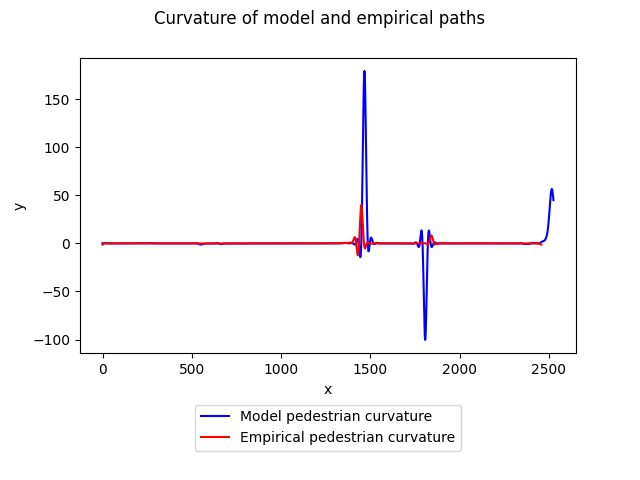 Curvature of model and empirical paths
y
150
100
50
0
−50
−100
0 500 1000 1500 2000 2500
x
Model pedestrian curvature
Empirical pedestrian curvature